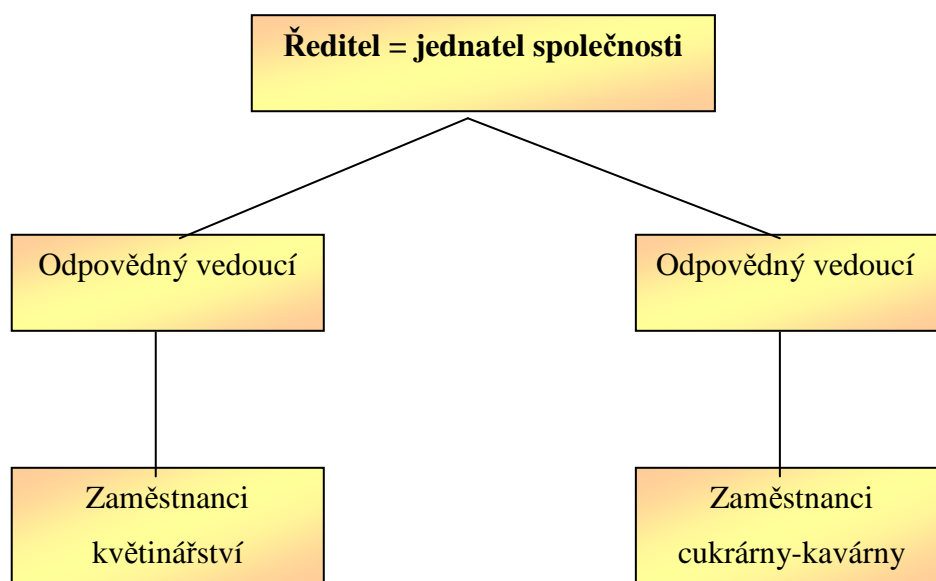 Ředitel = jednatel společnosti
Odpovědný vedoucí
Odpovědný vedoucí
Zaměstnanci
květinářství
Zaměstnanci
cukrárny-kavárny